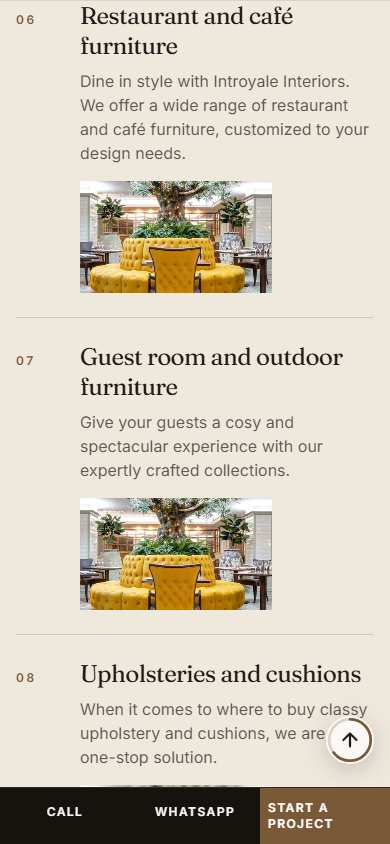 06
Restaurant and café
furniture
Dine in style with Introyale Interiors.
We offer a wide range of restaurant
and café furniture, customized to your
design needs.
07
Guest room and outdoor
furniture
Give your guests a cosy and
spectacular experience with our
expertly crafted collections.
08
Upholsteries and cushions
When it comes to where to buy classy
upholstery and cushions, we are
one-stop solution.
CALL
WHATSAPP
START A
PROJECT